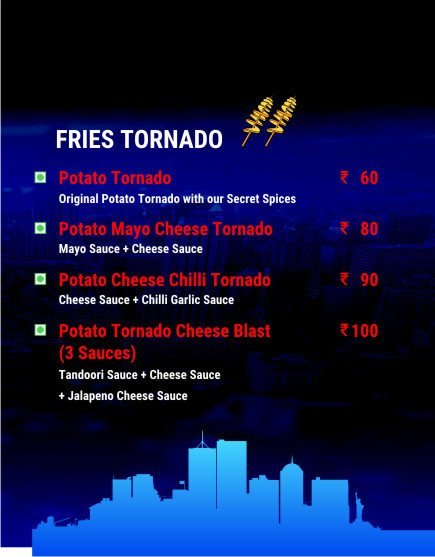 FRIES TORNADO
Potato Tornado ₹ 60
Original Potato Tornado with our Secret Spices
Potato Mayo Cheese Tornado ₹ 80
Mayo Sauce + Cheese Sauce
Potato Cheese Chilli Tornado ₹ 90
Cheese Sauce + Chilli Garlic Sauce
Potato Tornado Cheese Blast ₹100
(3 Sauces)
Tandoori Sauce + Cheese Sauce
+ Jalapeno Cheese Sauce